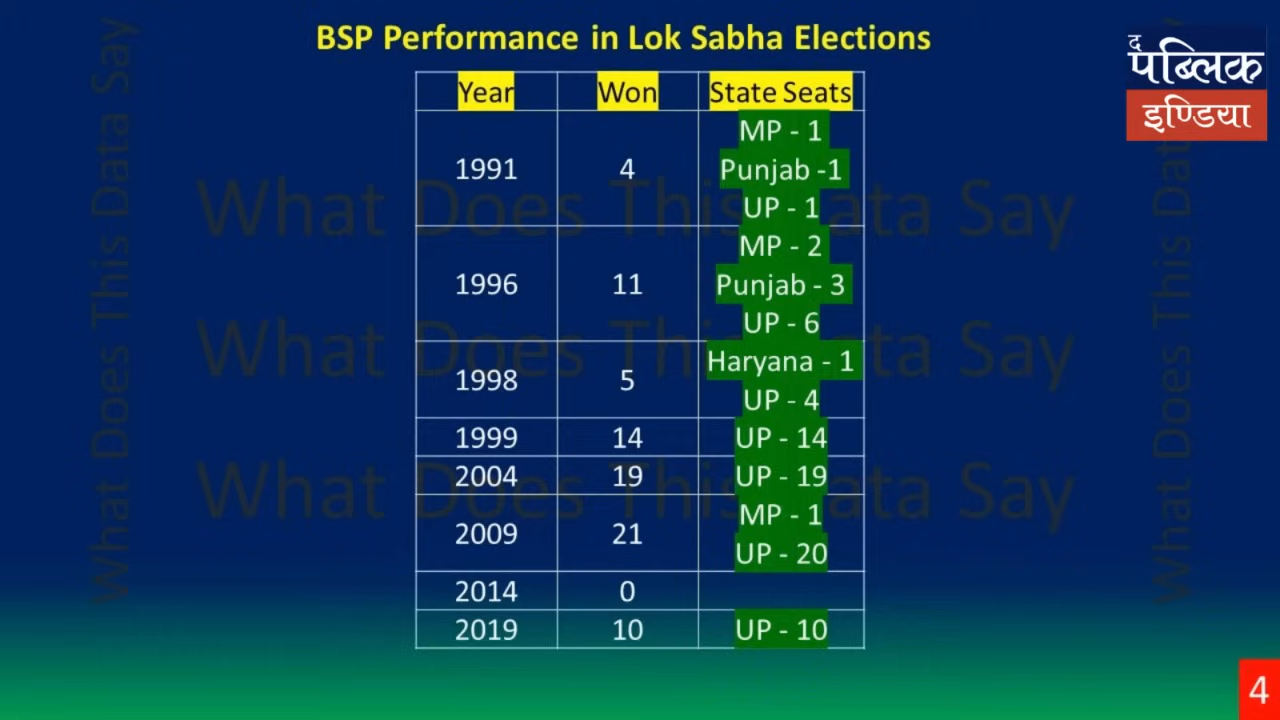 BSP Performance in Lok Sabha Elections
द
पब्लिक
इण्डिया
Year Won State Seats
1991 4 MP - 1
Punjab -1
UP - 1
1996 11 MP - 2
Punjab - 3
UP - 6
1998 5 Haryana - 1
UP - 4
1999 14 UP - 14
2004 19 UP - 19
2009 21 MP - 1
UP - 20
2014 0
2019 10 UP - 10
What Does This Data Say
What Does This Data Say
What Does This Data Say
What Does This Data Say
What Does This Data Say
4